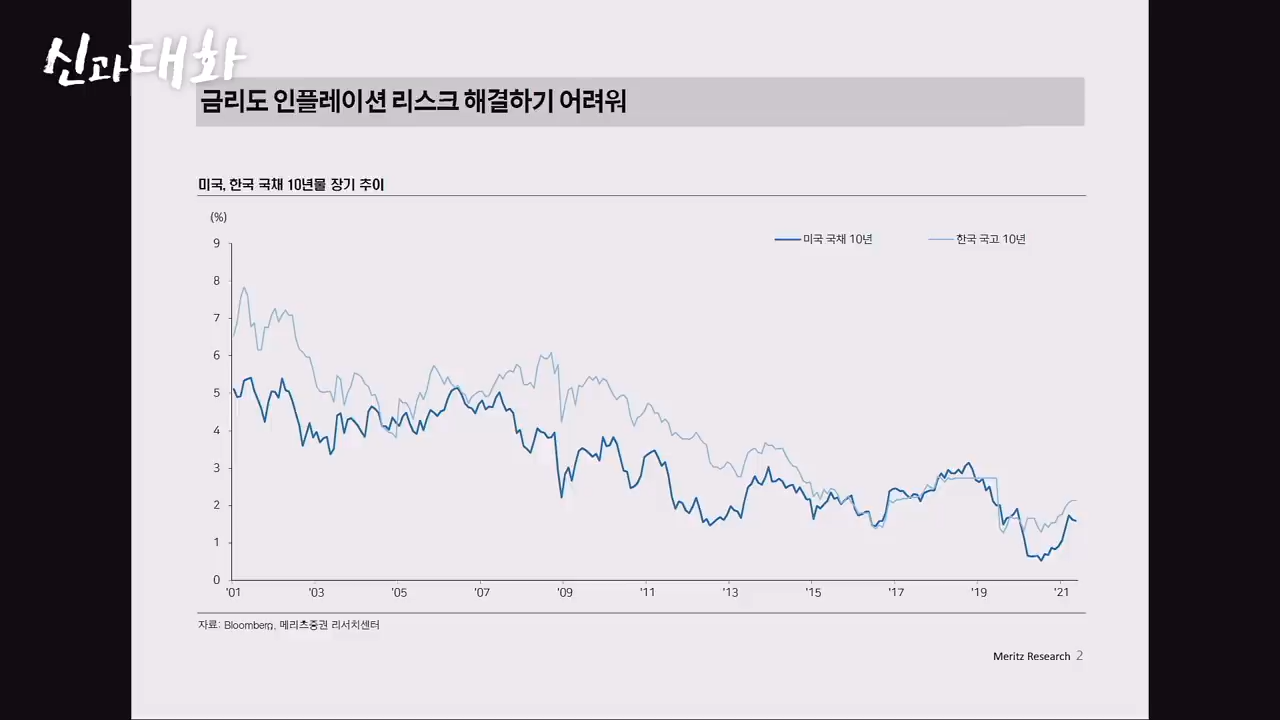 신과대화
금리도 인플레이션 리스크 해결하기 어려워
미국, 한국 국채 10년물 장기 추이
(%)
미국 국채 10년 한국 국고 10년
9
8
7
6
5
4
3
2
1
0
'01 '03 '05 '07 '09 '11 '13 '15 '17 '19 '21
자료: Bloomberg, 메리츠증권 리서치센터
Meritz Research 2